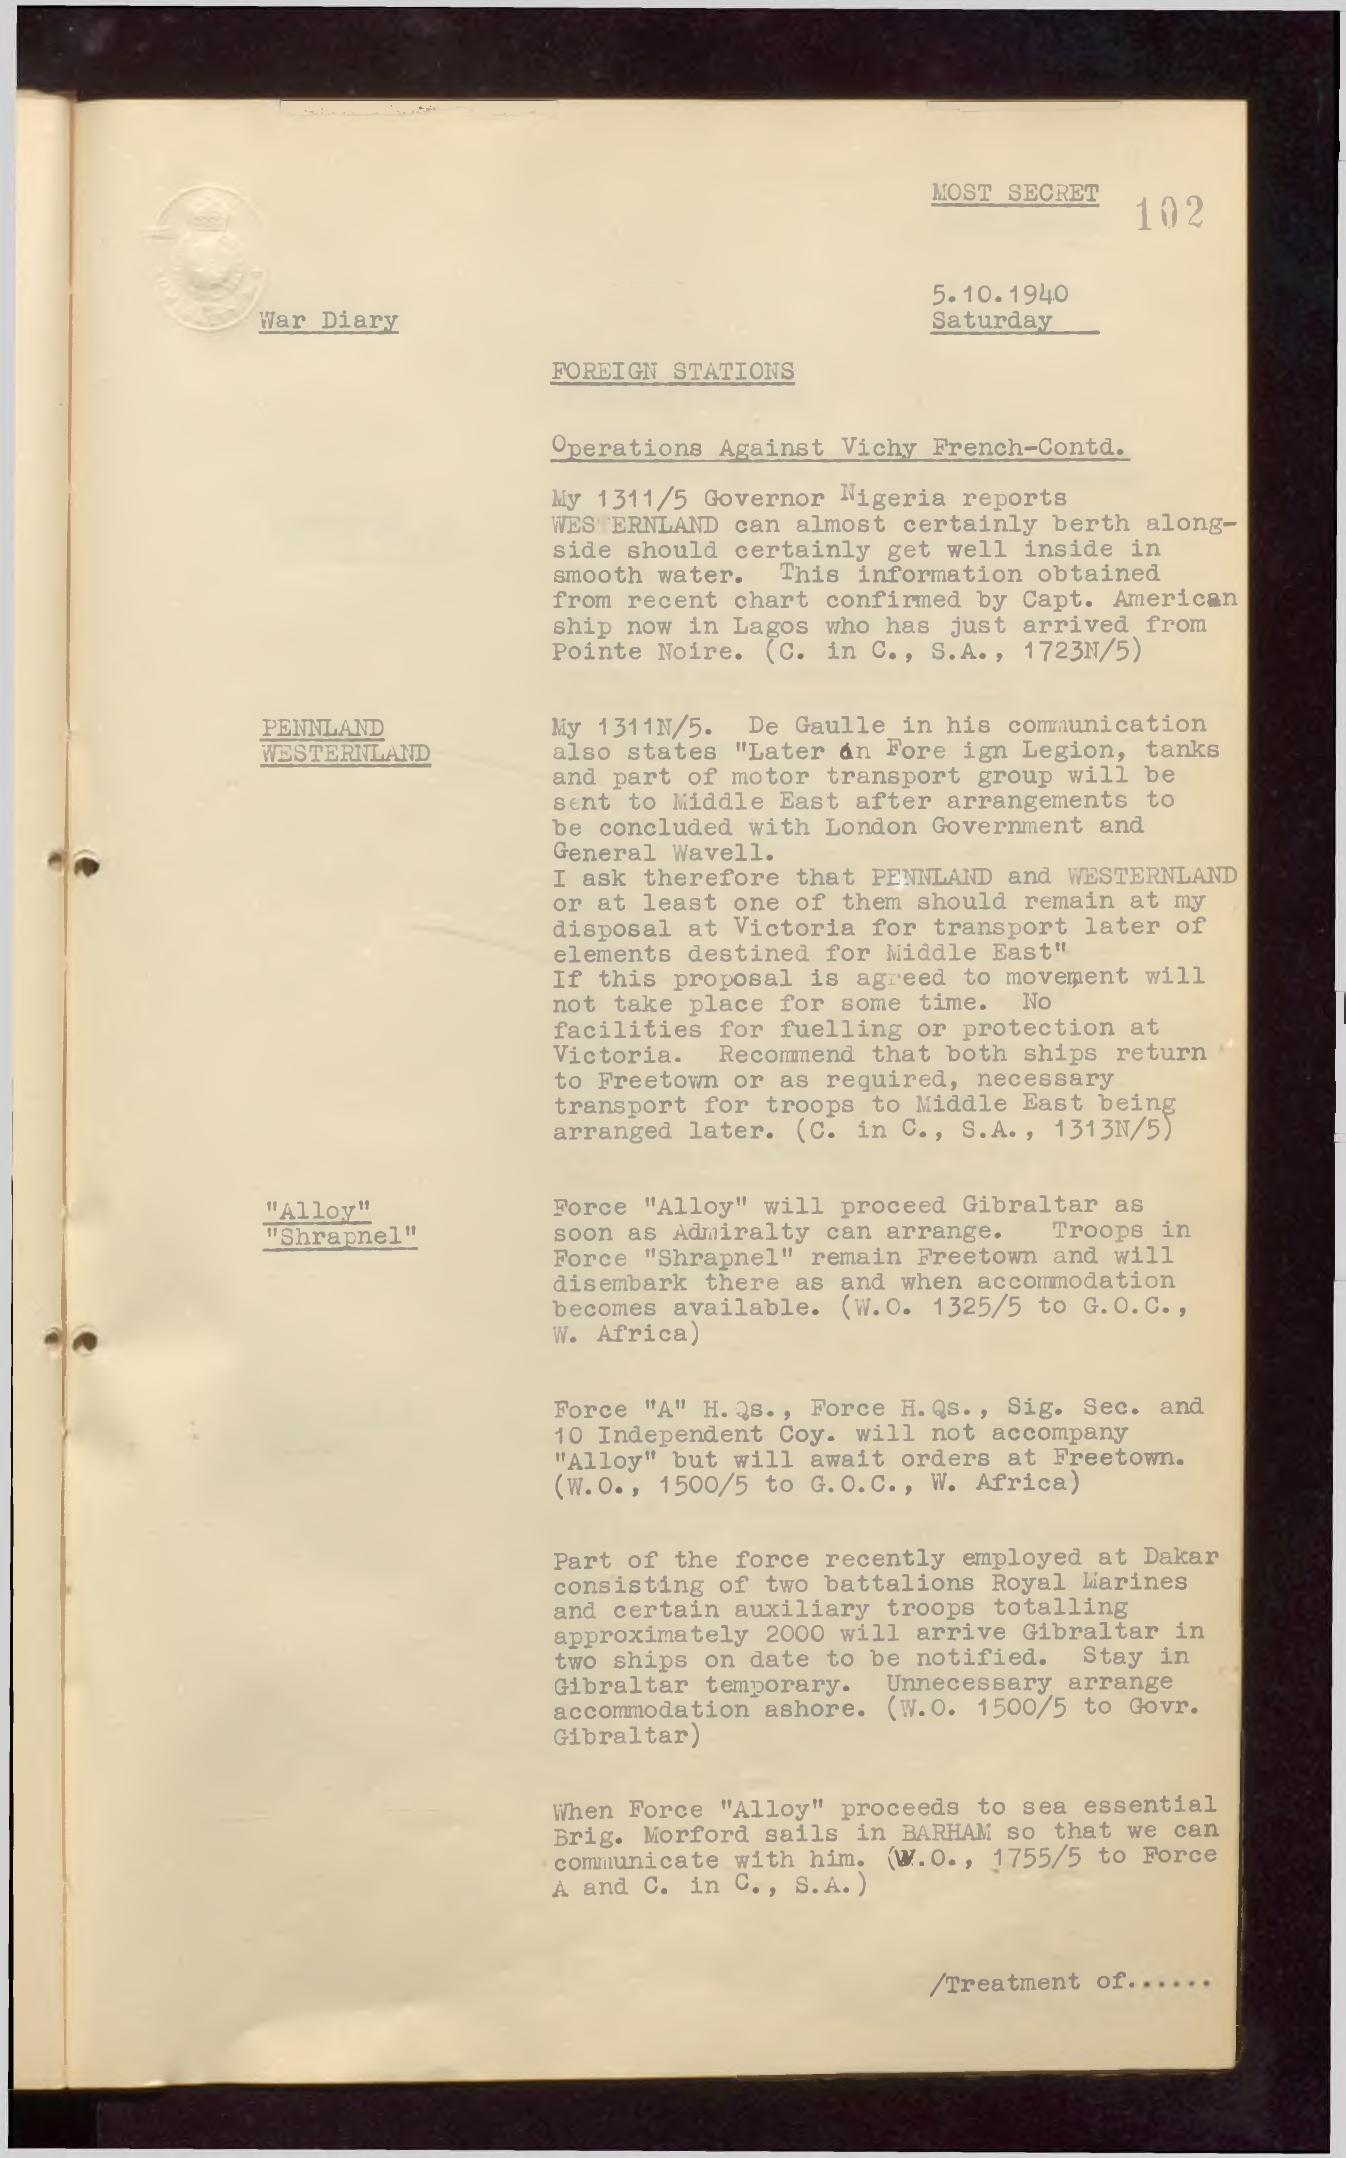 MOST SECRET
102
5.10.1940
War Diary
Saturday
FOREIGN STATIONS
Operations Against Vichy French-Contd.
My 1311/5 Governor Nigeria reports
WES ERNLAND can almost certainly berth along-
side should certainly get well inside in
smooth water. This information obtained
from recent chart confirmed by Capt. American
ship now in Lagos who has just arrived from
Pointe Noire. (C. in C., S.A., 1723N/5)
PENNLAND
WESTERNLAND
My 1311N/5. De Gaulle in his communication
also states "Later on Fore ign Legion, tanks
and part of motor transport group will be
sent to Middle East after arrangements to
be concluded with London Government and
General Wavell.
I ask therefore that PENNLAND and WESTERNLAND
or at least one of them should remain at my
disposal at Victoria for transport later of
elements destined for Middle East"
If this proposal is agreed to movement will
not take place for some time. No
facilities for fuelling or protection at
Victoria. Recommend that both ships return
to Freetown or as required, necessary
transport for troops to Middle East being
arranged later. (C. in C., S.A., 1313N/5)
"Alloy"
"Shrapnel"
Force "Alloy" will proceed Gibraltar as
soon as Admiralty can arrange. Troops in
Force "Shrapnel" remain Freetown and will
disembark there as and when accommodation
becomes available. (W.O. 1325/5 to G.O.C.,
W. Africa)
Force "A" H.Qs., Force H.Qs., Sig. Sec. and
10 Independent Coy. will not accompany
"Alloy" but will await orders at Freetown.
(W.O., 1500/5 to G.O.C., W. Africa)
Part of the force recently employed at Dakar
consisting of two battalions Royal Marines
and certain auxiliary troops totalling
approximately 2000 will arrive Gibraltar in
two ships on date to be notified. Stay in
Gibraltar temporary. Unnecessary arrange
accommodation ashore. (W.O. 1500/5 to Govr.
Gibraltar)
When Force "Alloy" proceeds to sea essential
Brig. Morford sails in BARHAM so that we can
communicate with him. (W.O., 1755/5 to Force
A and C. in C., S.A.)
/Treatment of......